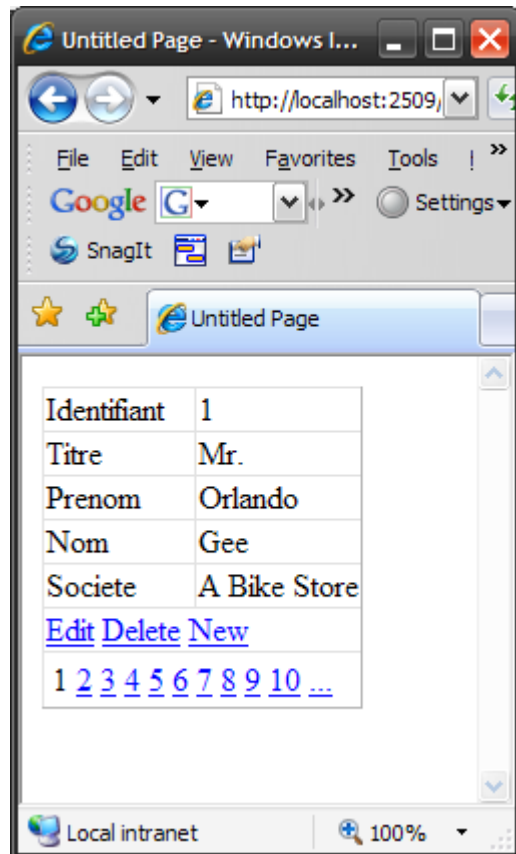 Untitled Page - Windows I...
http://localhost:2509/
File Edit View Favorites Tools »
Google G »  Settings
SnagIt
Untitled Page
Identifiant 1
Titre Mr.
Prenom Orlando
Nom Gee
Societe A Bike Store
Edit Delete New
1 2 3 4 5 6 7 8 9 10 ...
Local intranet 100%